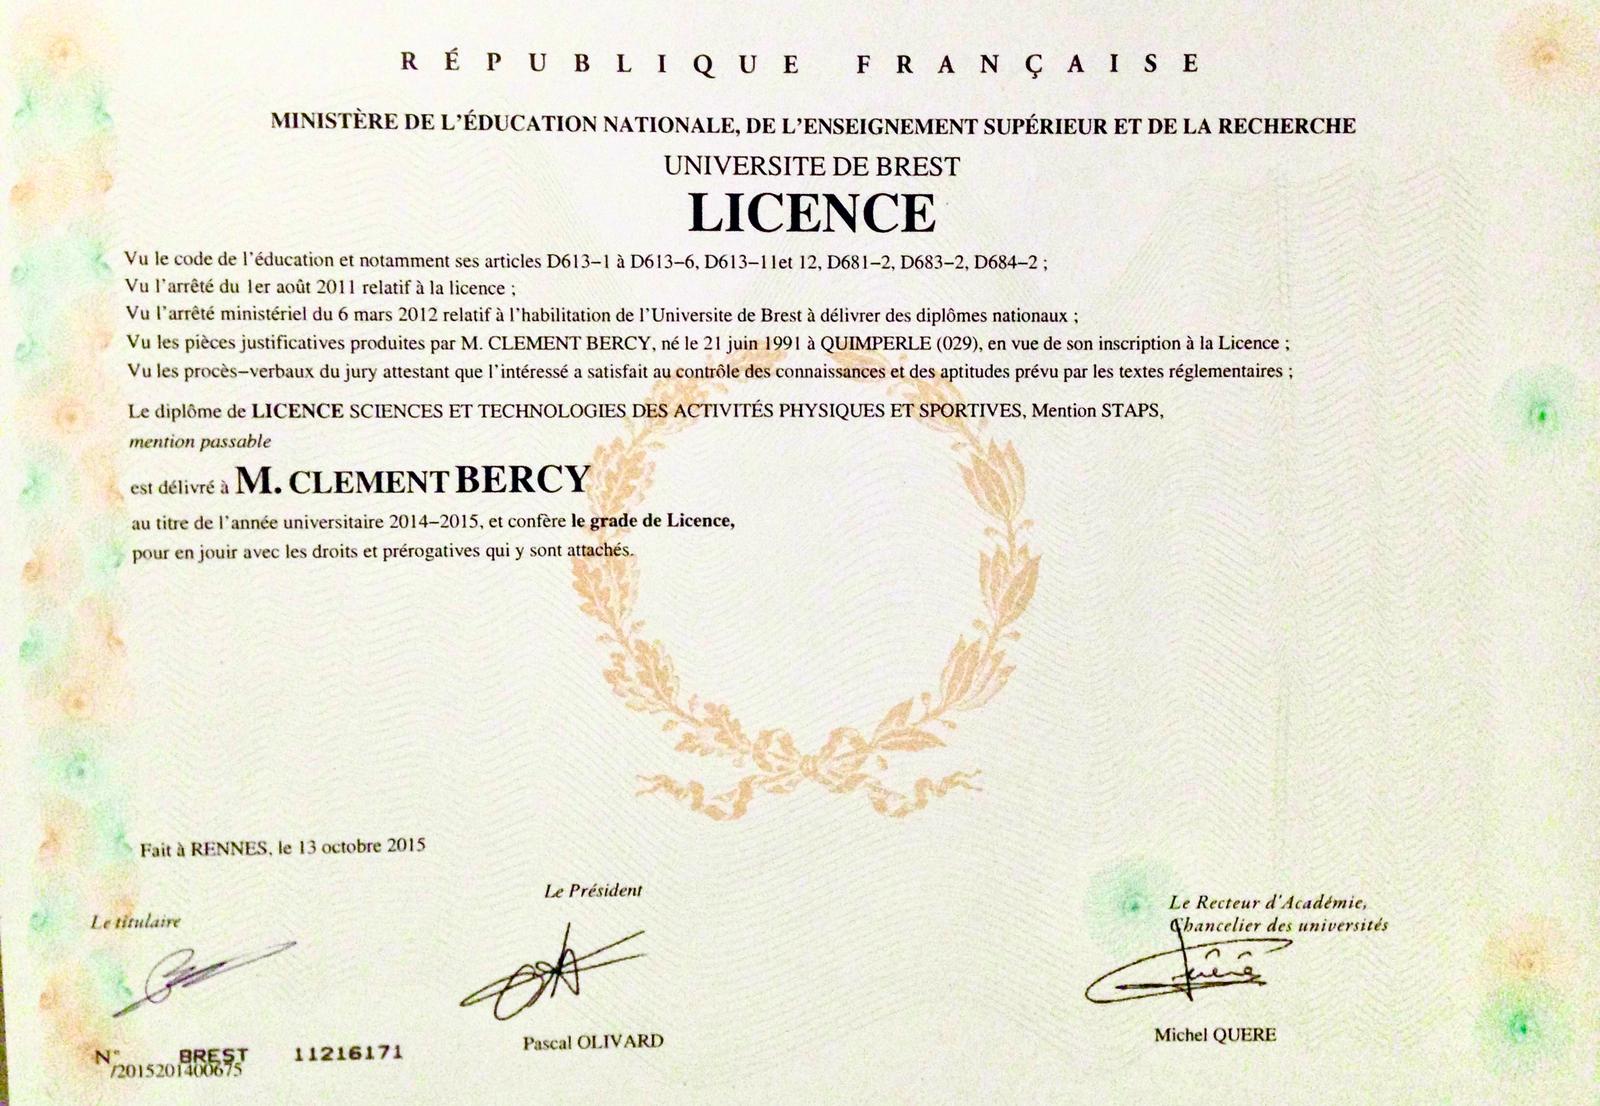 RÉPUBLIQUE FRANÇAISE
MINISTÈRE DE L'ÉDUCATION NATIONALE, DE L'ENSEIGNEMENT SUPÉRIEUR ET DE LA RECHERCHE
UNIVERSITE DE BREST
LICENCE
Vu le code de l'éducation et notamment ses articles D613-1 à D613-6, D613-11et 12, D681-2, D683-2, D684-2 ;
Vu l'arrêté du 1er août 2011 relatif à la licence ;
Vu l'arrêté ministériel du 6 mars 2012 relatif à l'habilitation de l'Universite de Brest à délivrer des diplômes nationaux ;
Vu les pièces justificatives produites par M. CLEMENT BERCY, né le 21 juin 1991 à QUIMPERLE (029), en vue de son inscription à la Licence ;
Vu les procès-verbaux du jury attestant que l'intéressé a satisfait au contrôle des connaissances et des aptitudes prévu par les textes réglementaires ;
Le diplôme de LICENCE SCIENCES ET TECHNOLOGIES DES ACTIVITÉS PHYSIQUES ET SPORTIVES, Mention STAPS,
mention passable
est délivré à M. CLEMENT BERCY
au titre de l'année universitaire 2014-2015, et confère le grade de Licence,
pour en jouir avec les droits et prérogatives qui y sont attachés.
Fait à RENNES, le 13 octobre 2015
Le Président
Le titulaire
Le Recteur d'Académie,
Chancelier des universités
Pascal OLIVARD
Michel QUERE
N° BREST 11216171
/2015201400675